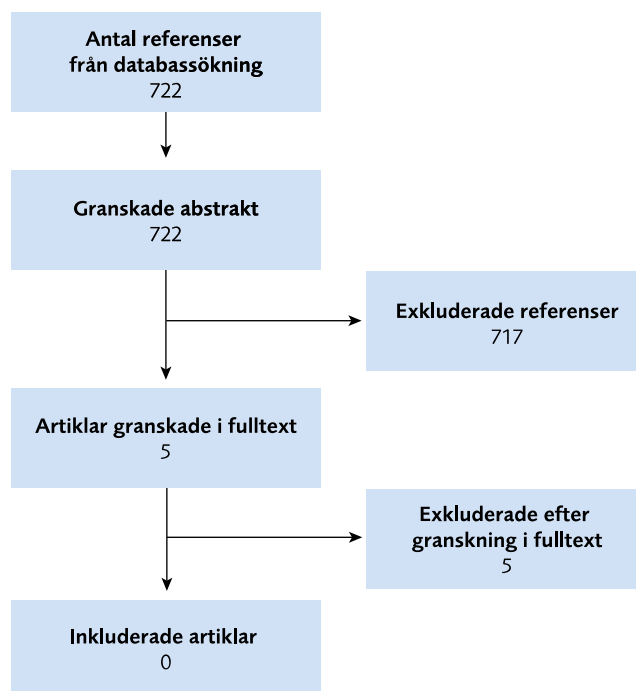 Antal referenser
från databassökning
722
Granskade abstrakt
722
Exkluderade referenser
717
Artiklar granskade i fulltext
5
Exkluderade efter
granskning i fulltext
5
Inkluderade artiklar
0